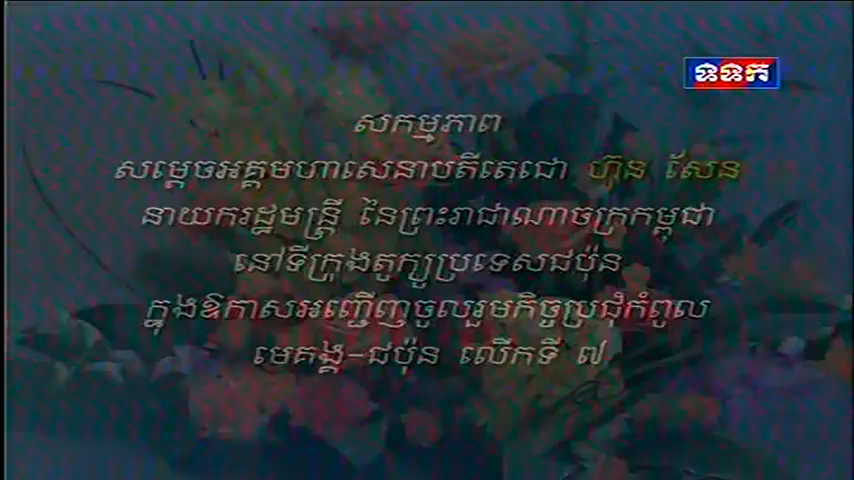 ទទក
សកម្មភាព
សម្តេចអគ្គមហាសេនាបតីតេជោ ហ៊ុន សែន
នាយករដ្ឋមន្ត្រី នៃព្រះរាជាណាចក្រកម្ពុជា
នៅទីក្រុងតូក្យូប្រទេសជប៉ុន
ក្នុងឱកាសអញ្ជើញចូលរួមកិច្ចប្រជុំកំពូល
មេគង្គ-ជប៉ុន លើកទី ៧